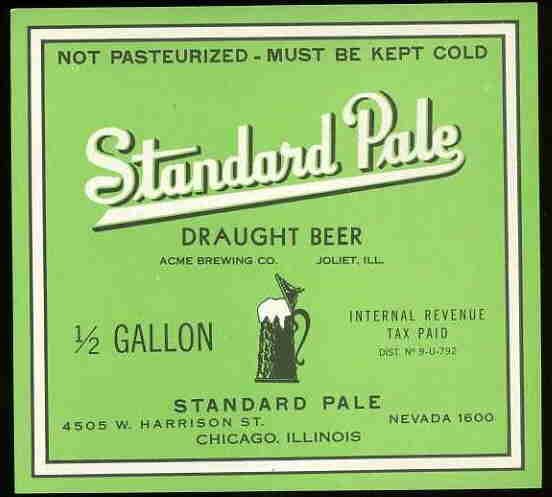 NOT PASTEURIZED - MUST BE KEPT COLD
Standard Pale
DRAUGHT BEER
ACME BREWING CO. JOLIET, ILL.
½ GALLON
INTERNAL REVENUE
TAX PAID
DIST. Nº 9-U-792
STANDARD PALE
4505 W. HARRISON ST. NEVADA 1600
CHICAGO, ILLINOIS